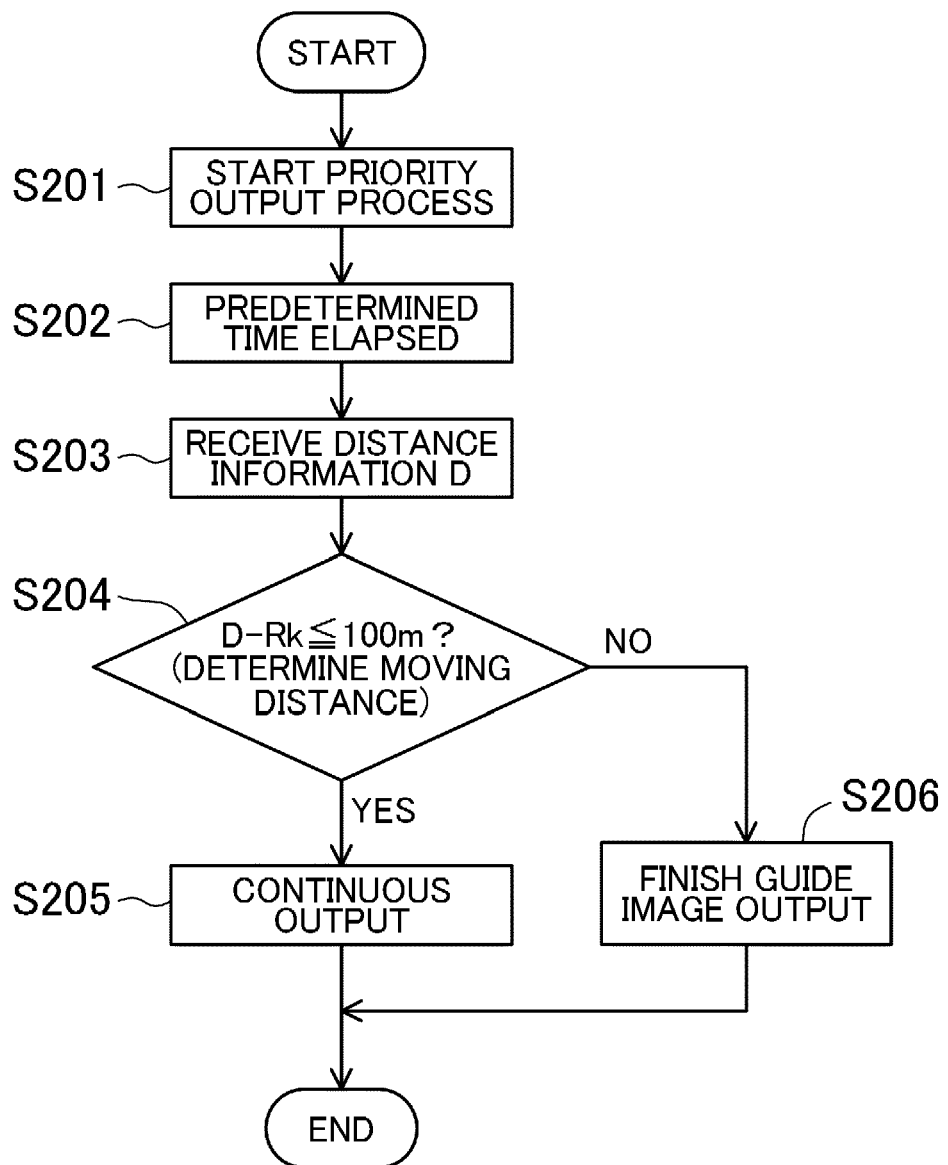 START
S201
START PRIORITY
OUTPUT PROCESS
S202
PREDETERMINED
TIME ELAPSED
S203
RECEIVE DISTANCE
INFORMATION D
S204
D-Rk≦100m?
(DETERMINE MOVING
DISTANCE)
NO
YES
S205
CONTINUOUS
OUTPUT
S206
FINISH GUIDE
IMAGE OUTPUT
END